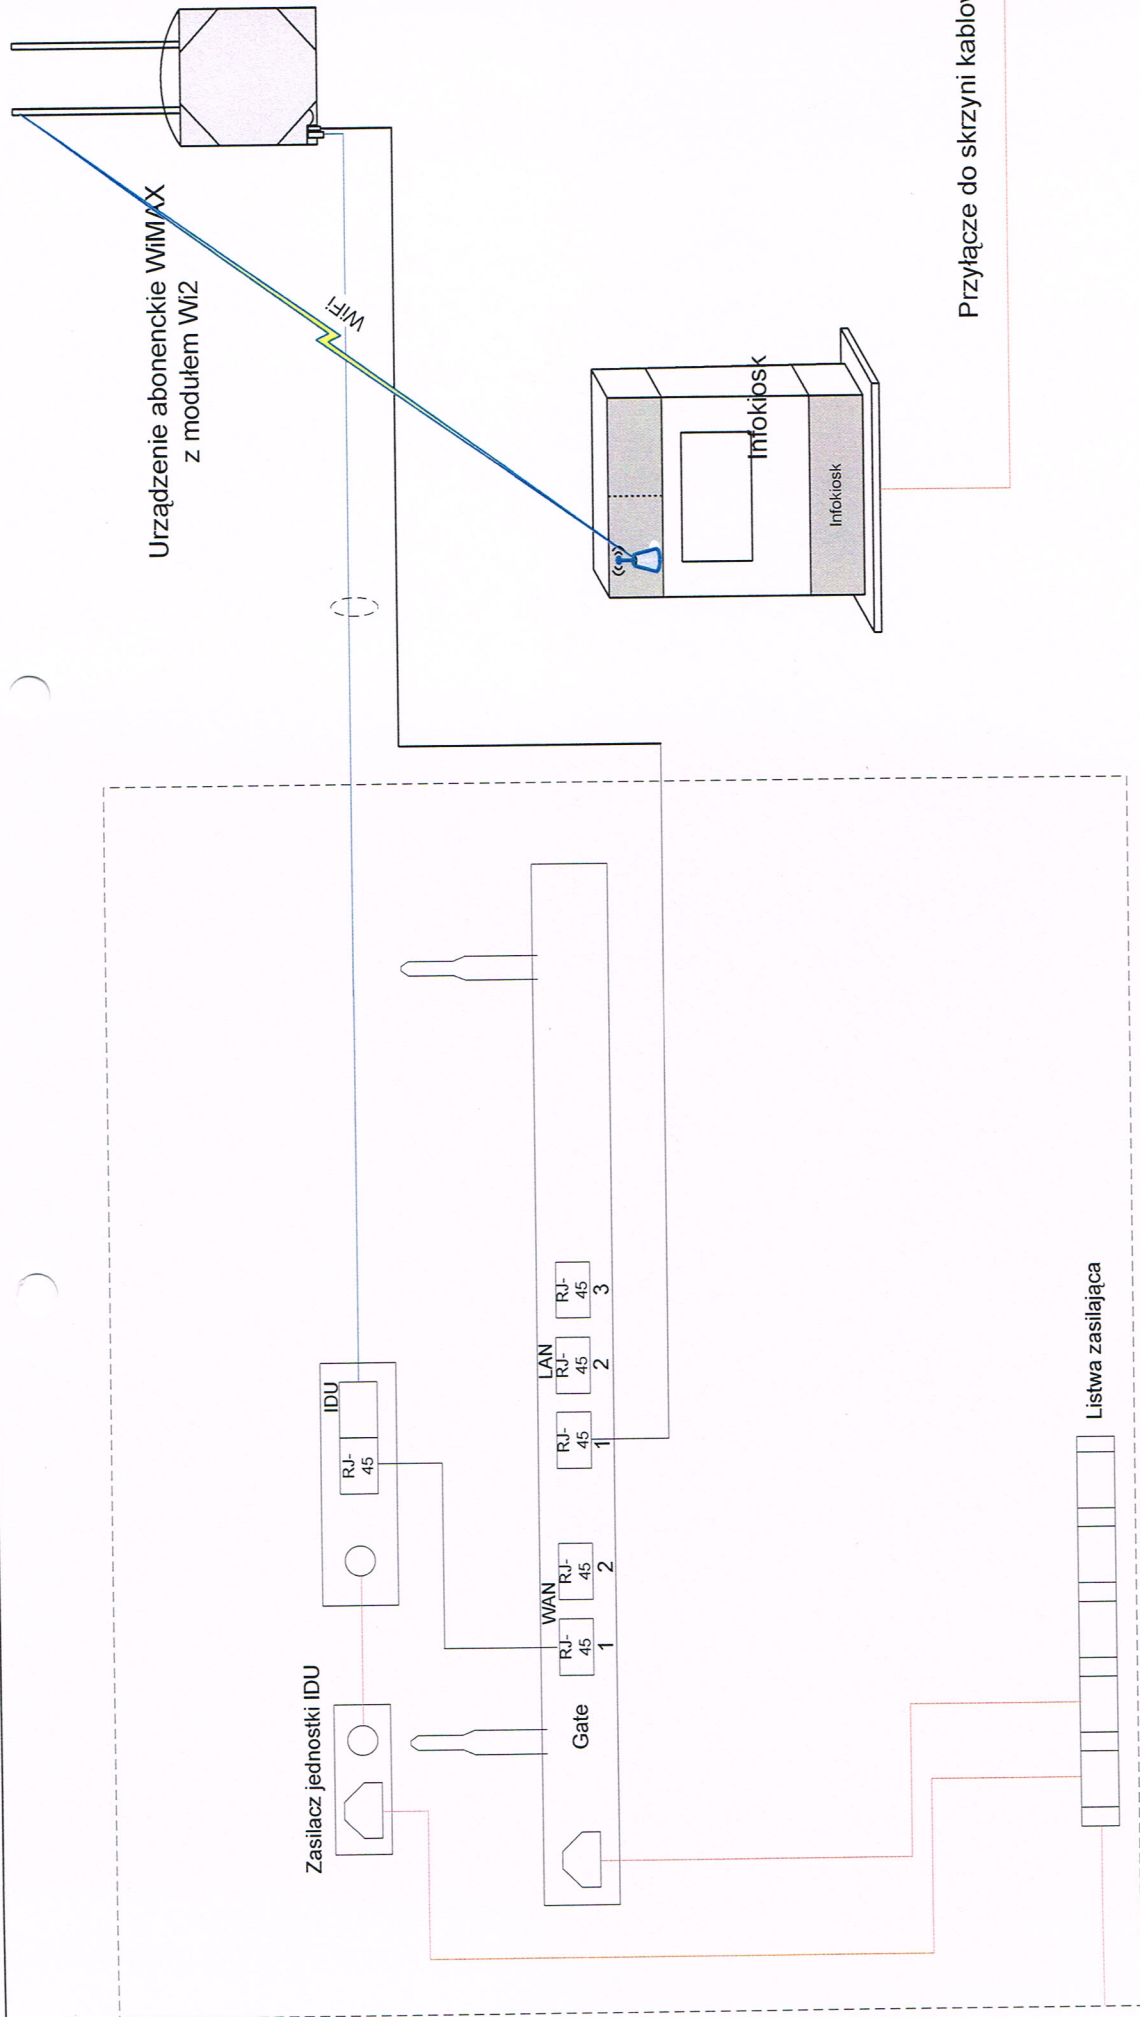 Urządzenie abonenckie WiMAX
z modułem Wi2
WiFi
Infokiosk
Infokiosk
Przyłącze do skrzyni
Zasilacz jednostki IDU
IDU
RJ-
45
Gate
WAN
RJ-
45
1
RJ-
45
2
LAN
RJ-
45
1
RJ-
45
2
RJ-
45
3
Listwa zasilająca